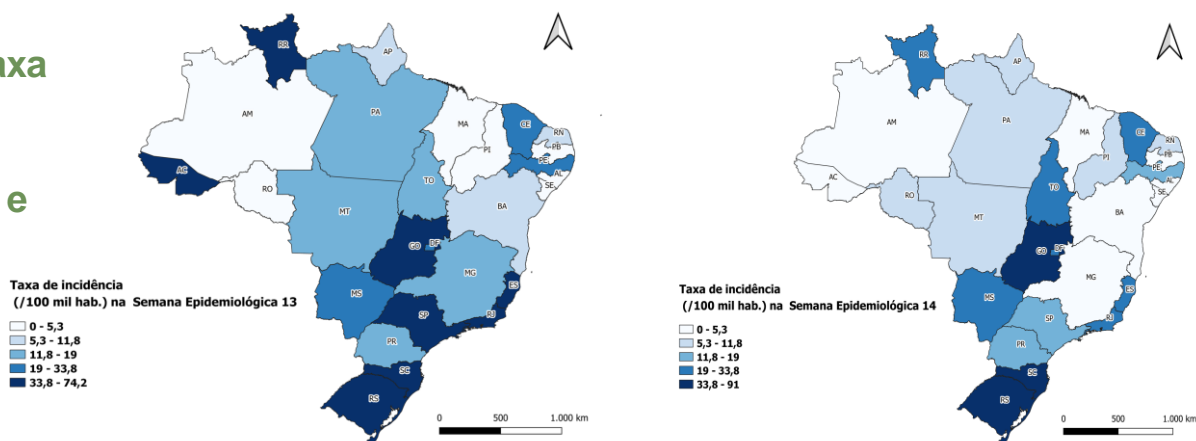 axa
e
RR
AP
AM
PA
MA
CE
RN
PB
PI
PE
AL
SE
AC
RO
TO
BA
MT
GO
DF
MG
ES
MS
SP
RJ
PR
SC
RS
Taxa de incidência
(/100 mil hab.) na Semana Epidemiológica 13
0 - 5,3
5,3 - 11,8
11,8 - 19
19 - 33,8
33,8 - 74,2
0 500 1.000 km
RR
AP
AM
PA
MA
CE
RN
PB
PI
PE
AL
SE
AC
RO
TO
BA
MT
GO
DF
MG
ES
MS
SP
RJ
PR
SC
RS
Taxa de incidência
(/100 mil hab.) na Semana Epidemiológica 14
0 - 5,3
5,3 - 11,8
11,8 - 19
19 - 33,8
33,8 - 91
0 500 1.000 km